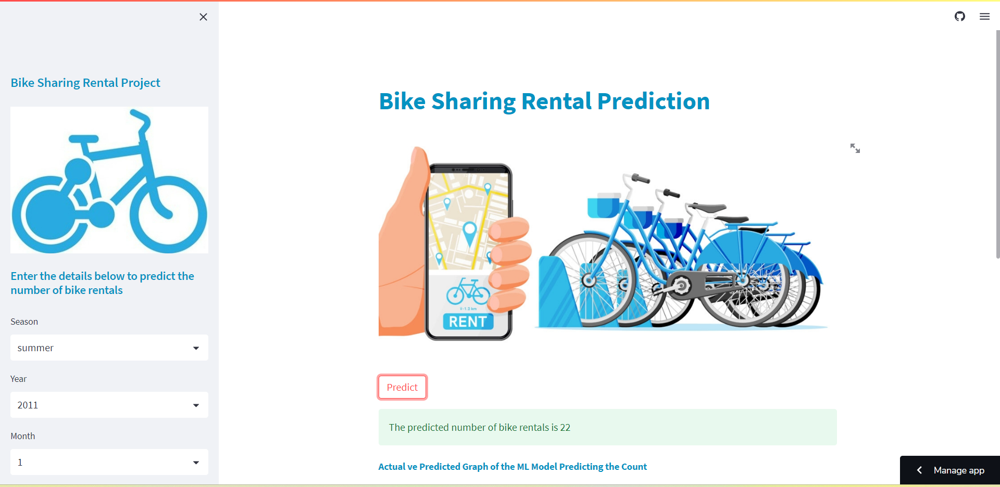 Bike Sharing Rental Project
Enter the details below to predict the
number of bike rentals
Season
summer
Year
2011
Month
1
Bike Sharing Rental Prediction
-1.2 km
RENT
Predict
The predicted number of bike rentals is 22
Actual ve Predicted Graph of the ML Model Predicting the Count
Manage app